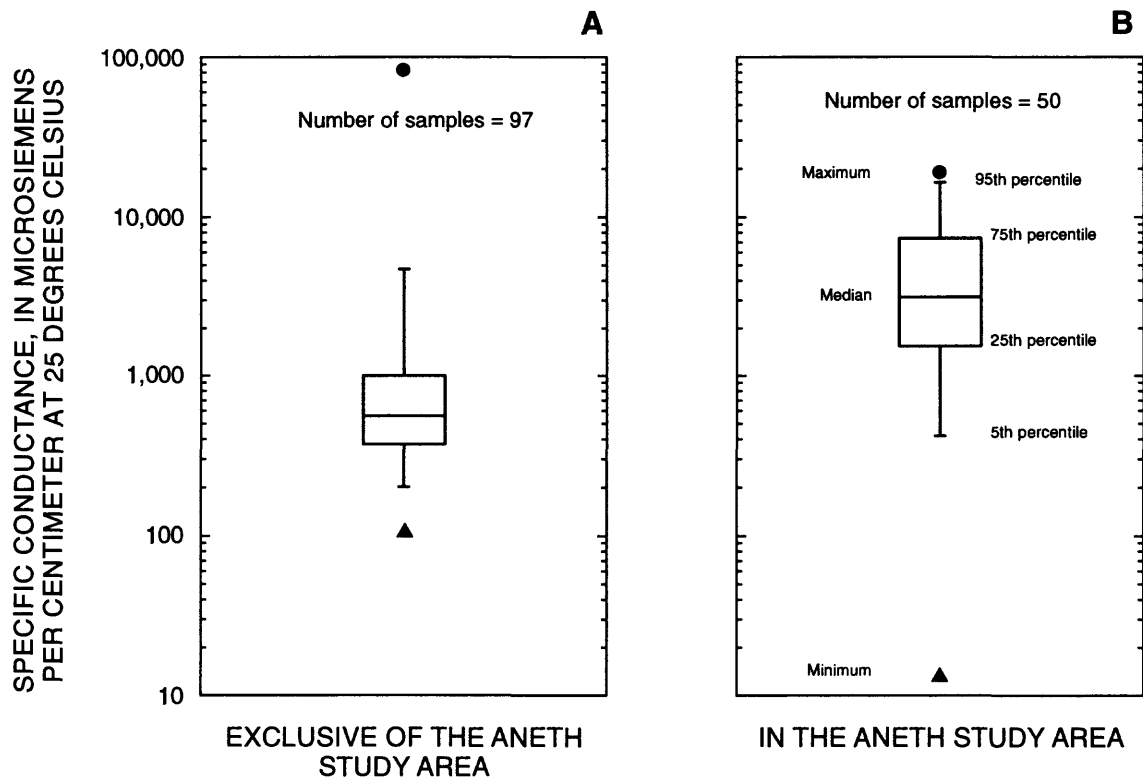 A
B
SPECIFIC CONDUCTANCE, IN MICROSIEMENS
PER CENTIMETER AT 25 DEGREES CELSIUS
100,000
10,000
1,000
100
10
Number of samples = 97
Number of samples = 50
Maximum
95th percentile
75th percentile
Median
25th percentile
5th percentile
Minimum
EXCLUSIVE OF THE ANETH
STUDY AREA
IN THE ANETH STUDY AREA